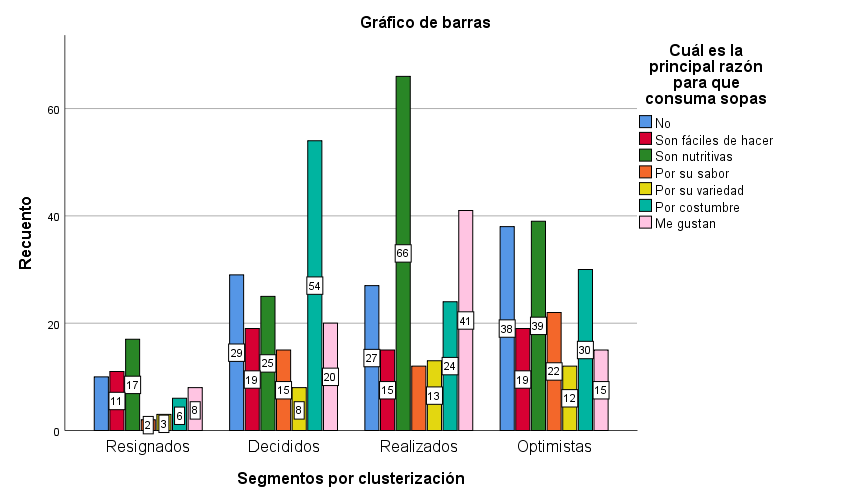 Gráfico de barras
Cuál es la
principal razón
para que
consuma sopas
No
Son fáciles de hacer
Son nutritivas
Por su sabor
Por su variedad
Por costumbre
Me gustan
Recuento
60
40
20
0
11
17
2
3
6
8
29
19
25
15
8
54
20
27
15
66
13
24
41
38
19
39
22
12
30
15
Resignados
Decididos
Realizados
Optimistas
Segmentos por clusterización